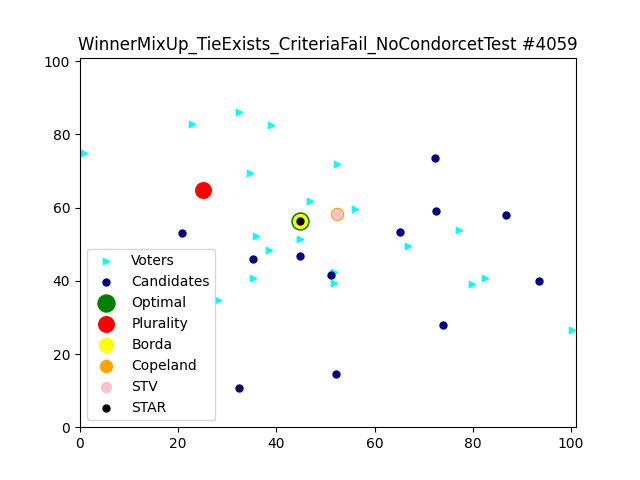 WinnerMixUp_TieExists_CriteriaFail_NoCondorcetTest #4059
100
80
60
40
20
0
Voters
Candidates
Optimal
Plurality
Borda
Copeland
STV
STAR
0 20 40 60 80 100